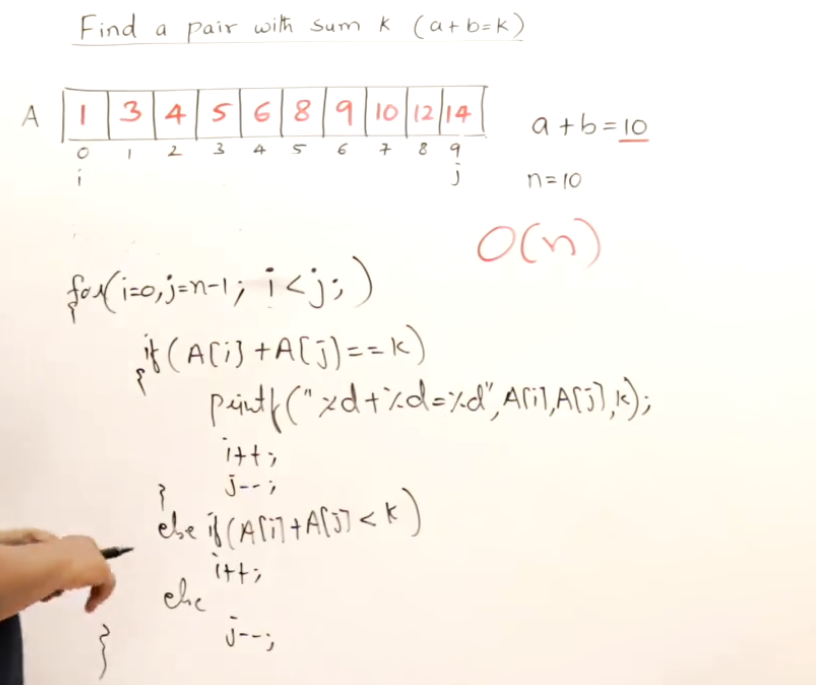 Find a pair with sum K (a+b=K)
A 1 3 4 5 6 8 9 10 12 14
0 1 2 3 4 5 6 7 8 9
i j
a+b=10
n=10
O(n)
for(i=0,j=n-1; i<j; )
{
if(A[i]+A[j]==K)
{
printf("%d+%d=%d",A[i],A[j],K);
i++;
j--;
}
else if(A[i]+A[j]<K)
i++;
else
j--;
}